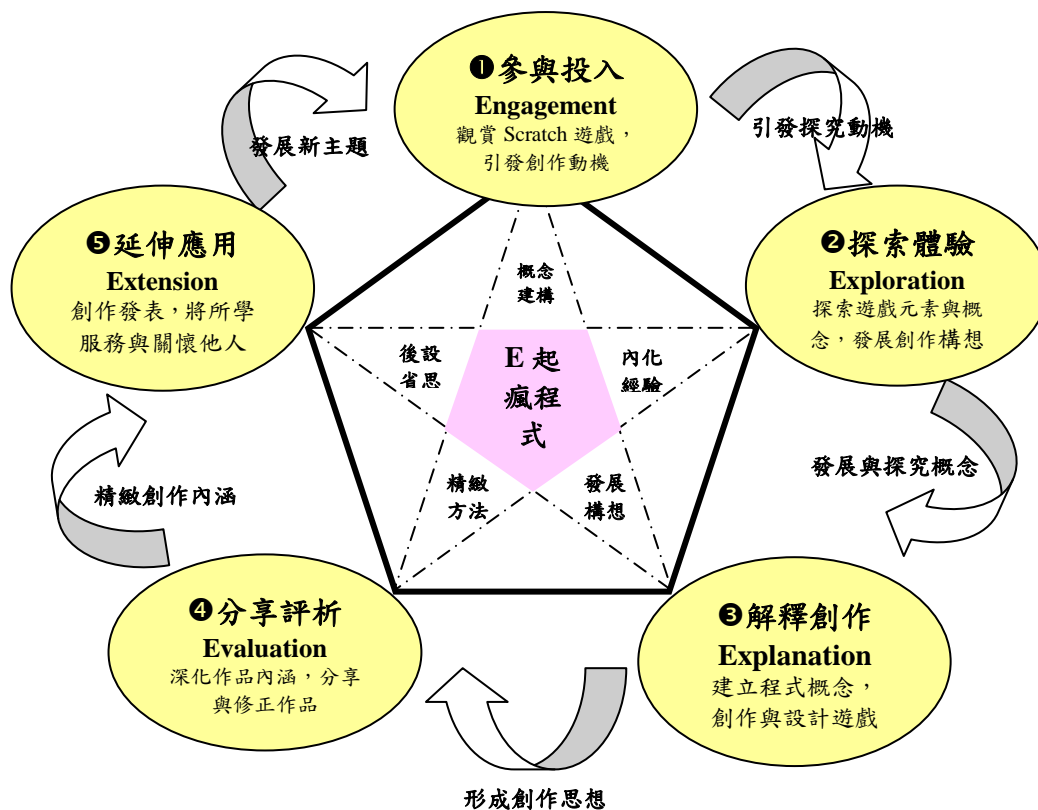 ❶參與投入
Engagement
觀賞 Scratch 遊戲，
引發創作動機
引發探究動機
❷探索體驗
Exploration
探索遊戲元素與概
念，發展創作構想
發展與探究概念
❸解釋創作
Explanation
建立程式概念，
創作與設計遊戲
形成創作思想
❹分享評析
Evaluation
深化作品內涵，分享
與修正作品
精緻創作內涵
❺延伸應用
Extension
創作發表，將所學
服務與關懷他人
發展新主題
概念
建構
內化
經驗
發展
構想
精緻
方法
後設
省思
E 起
瘋程
式